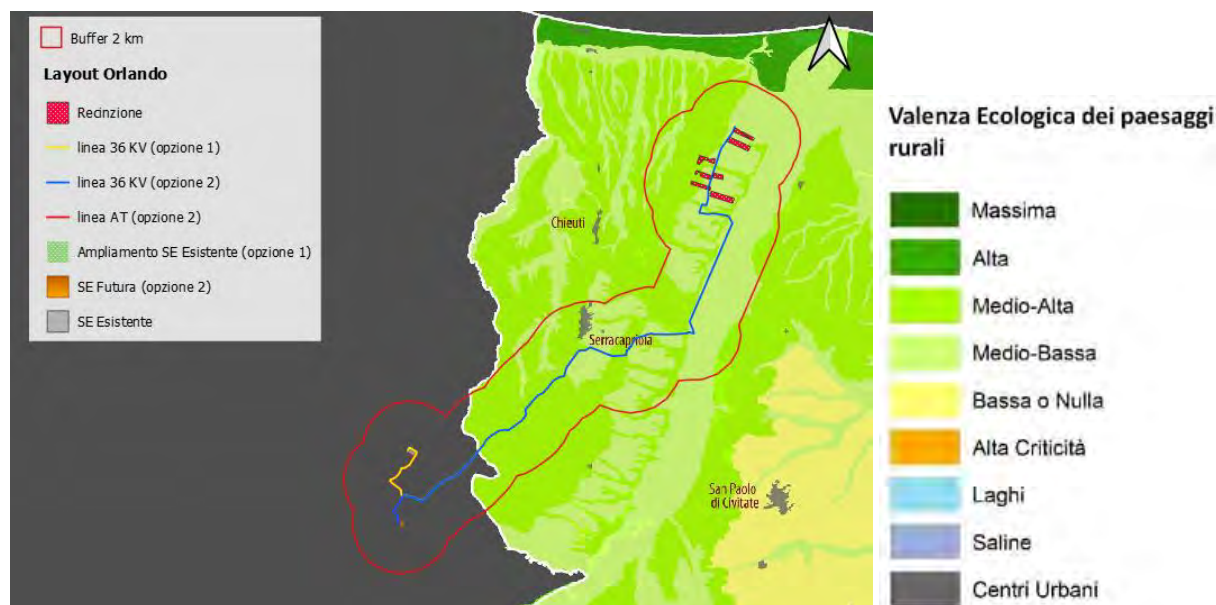 Buffer 2 km
Layout Orlando
Recinzione
linea 36 KV (opzione 1)
linea 36 KV (opzione 2)
linea AT (opzione 2)
Ampliamento SE Esistente (opzione 1)
SE Futura (opzione 2)
SE Esistente
Chieuti
Serracapriola
San Paolo
di Civitate
Valenza Ecologica dei paesaggi
rurali
Massima
Alta
Medio-Alta
Medio-Bassa
Bassa o Nulla
Alta Criticità
Laghi
Saline
Centri Urbani